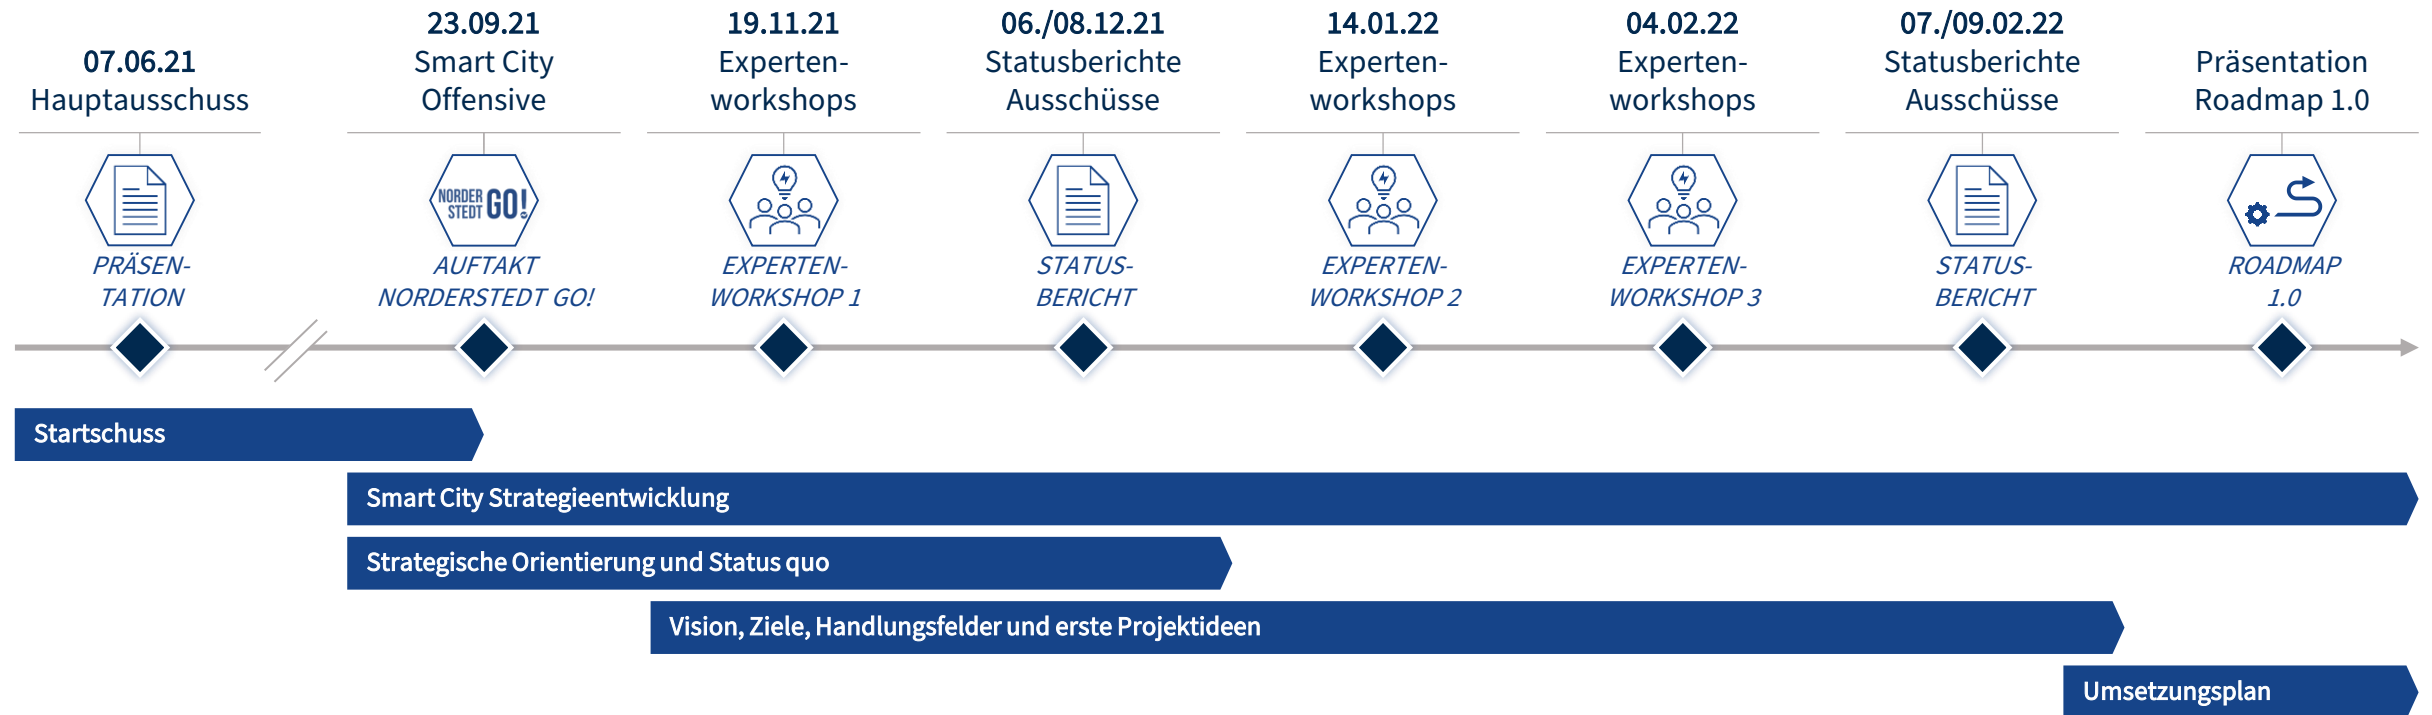 07.06.21
Hauptausschuss
23.09.21
Smart City
Offensive
19.11.21
Experten-
workshops
06./08.12.21
Statusberichte
Ausschüsse
14.01.22
Experten-
workshops
04.02.22
Experten-
workshops
07./09.02.22
Statusberichte
Ausschüsse
Präsentation
Roadmap 1.0
NORDER
STEDT GO!
PRÄSEN-
TATION
AUFTAKT
NORDERSTEDT GO!
EXPERTEN-
WORKSHOP 1
STATUS-
BERICHT
EXPERTEN-
WORKSHOP 2
EXPERTEN-
WORKSHOP 3
STATUS-
BERICHT
ROADMAP
1.0
Startschuss
Smart City Strategieentwicklung
Strategische Orientierung und Status quo
Vision, Ziele, Handlungsfelder und erste Projektideen
Umsetzungsplan